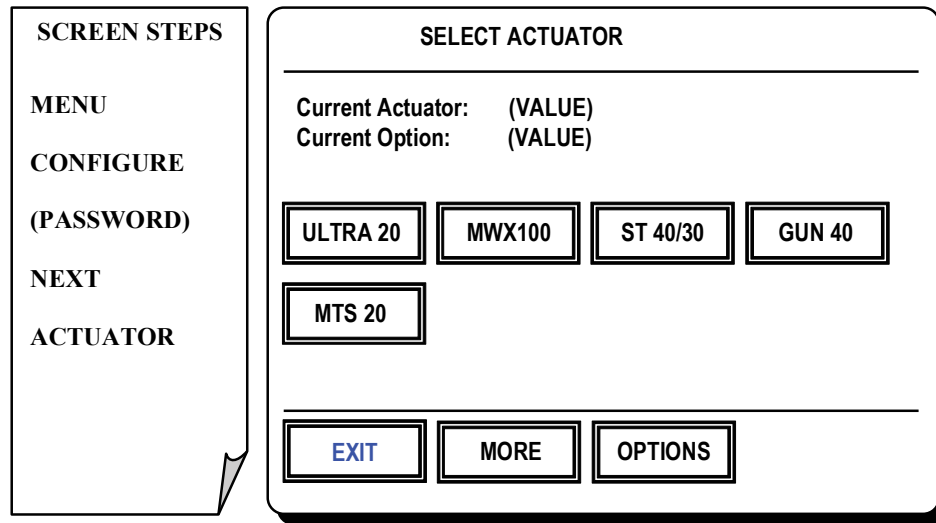 SCREEN STEPS
MENU
CONFIGURE
(PASSWORD)
NEXT
ACTUATOR
SELECT ACTUATOR
Current Actuator: (VALUE)
Current Option: (VALUE)
ULTRA 20 MWX100 ST 40/30 GUN 40
MTS 20
EXIT MORE OPTIONS